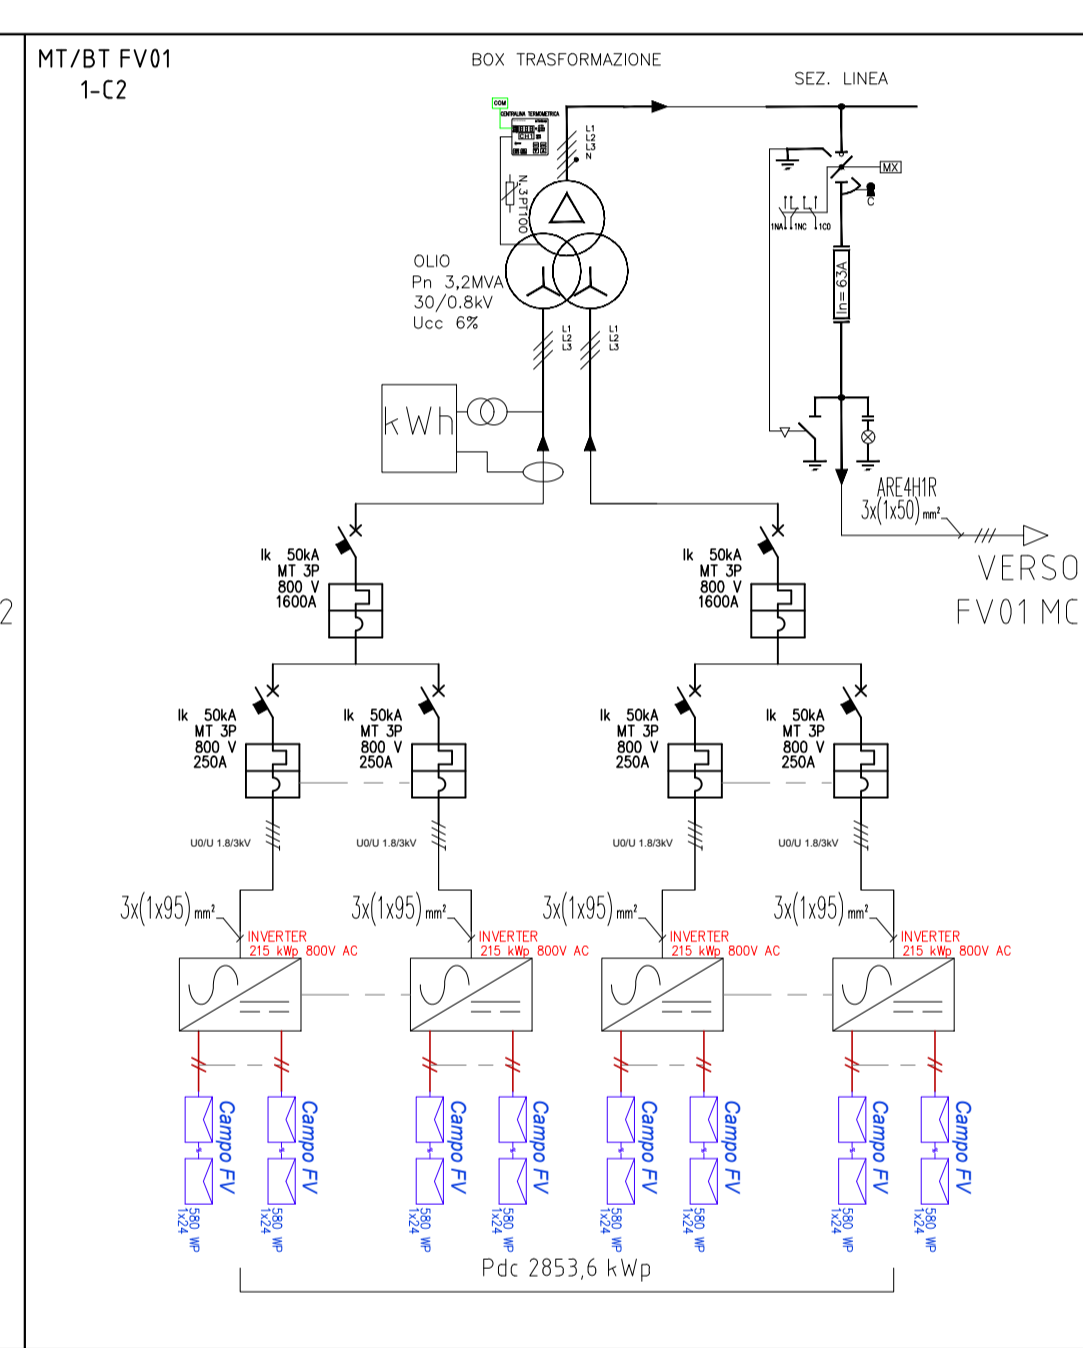 MT/BT FV01
1-C2
BOX TRASFORMAZIONE
SEZ. LINEA
COM
CENTRALINA TERMOMETRICA
CH1
L1
L2
L3
N
N.3PT100
MX
C
1NA
1NC
1CO
In= 63A
OLIO
Pn 3,2MVA
30/0.8kV
Ucc 6%
L1
L2
L3
L1
L2
L3
kWh
ARE4H1R
3x(1x50) mm²
VERSO
FV01 MC
2
Ik 50kA
MT 3P
800 V
1600A
Ik 50kA
MT 3P
800 V
1600A
Ik 50kA
MT 3P
800 V
250A
Ik 50kA
MT 3P
800 V
250A
Ik 50kA
MT 3P
800 V
250A
Ik 50kA
MT 3P
800 V
250A
U0/U 1.8/3kV
U0/U 1.8/3kV
U0/U 1.8/3kV
U0/U 1.8/3kV
3x(1x95) mm²
3x(1x95) mm²
3x(1x95) mm²
3x(1x95) mm²
INVERTER
215 kWp 800V AC
INVERTER
215 kWp 800V AC
INVERTER
215 kWp 800V AC
INVERTER
215 kWp 800V AC
Campo FV
Campo FV
Campo FV
Campo FV
Campo FV
Campo FV
Campo FV
Campo FV
580 WP
1x24
580 WP
1x24
580 WP
1x24
580 WP
1x24
580 WP
1x24
580 WP
1x24
580 WP
1x24
580 WP
1x24
Pdc 2853,6 kWp